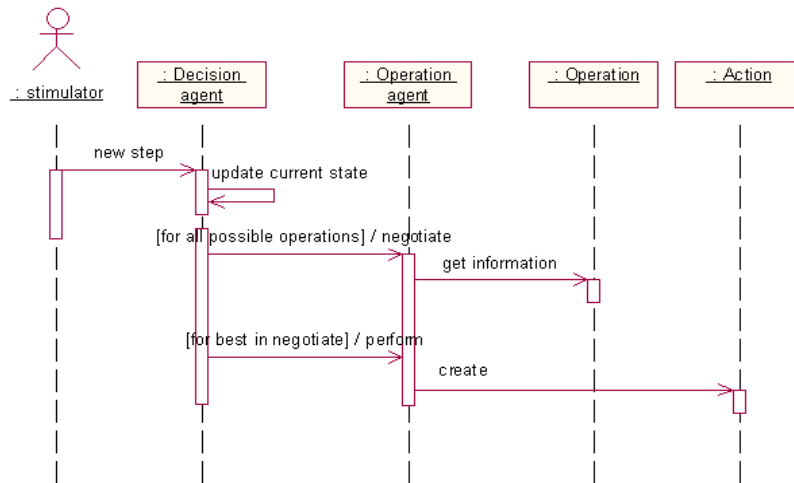 : stimulator
: Decision
agent
: Operation
agent
: Operation
: Action
new step
update current state
[for all possible operations] / negotiate
get information
[for best in negotiate] / perform
create